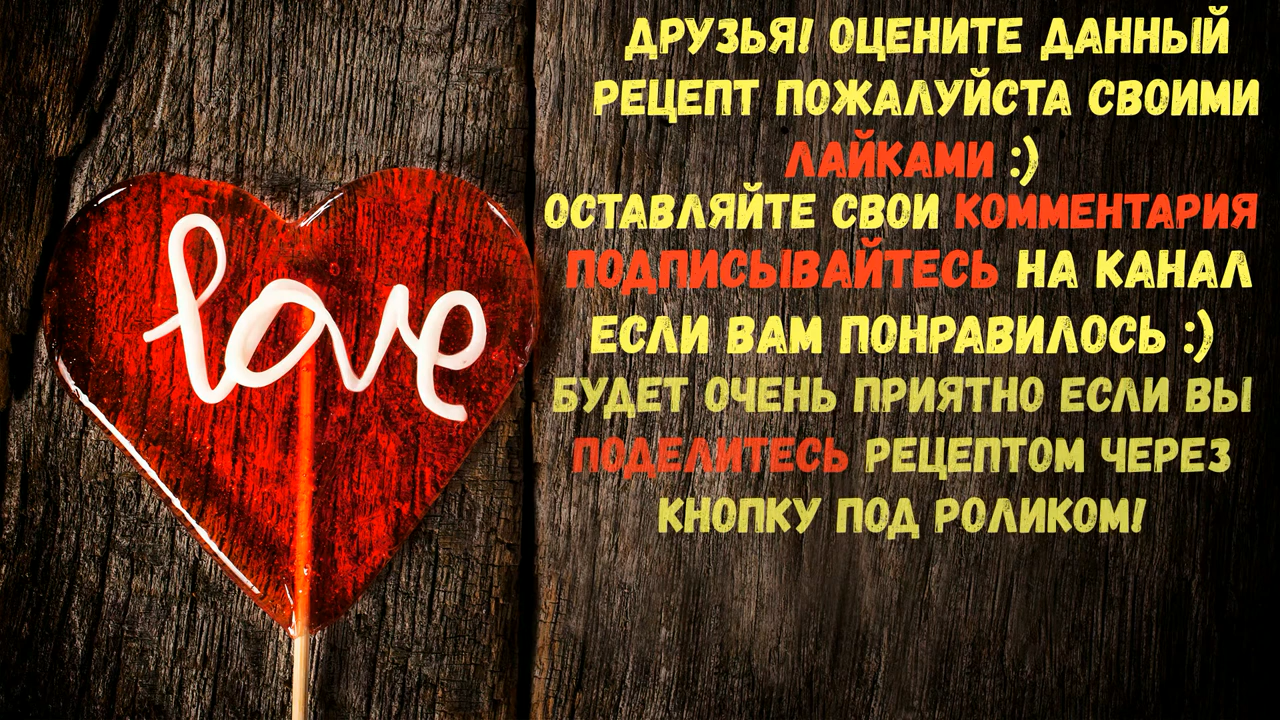 love
ДРУЗЬЯ! ОЦЕНИТЕ ДАННЫЙ
РЕЦЕПТ ПОЖАЛУЙСТА СВОИМИ
ЛАЙКАМИ :)
ОСТАВЛЯЙТЕ СВОИ КОММЕНТАРИЯ
ПОДПИСЫВАЙТЕСЬ НА КАНАЛ
ЕСЛИ ВАМ ПОНРАВИЛОСЬ :)
БУДЕТ ОЧЕНЬ ПРИЯТНО ЕСЛИ ВЫ
ПОДЕЛИТЕСЬ РЕЦЕПТОМ ЧЕРЕЗ
КНОПКУ ПОД РОЛИКОМ!